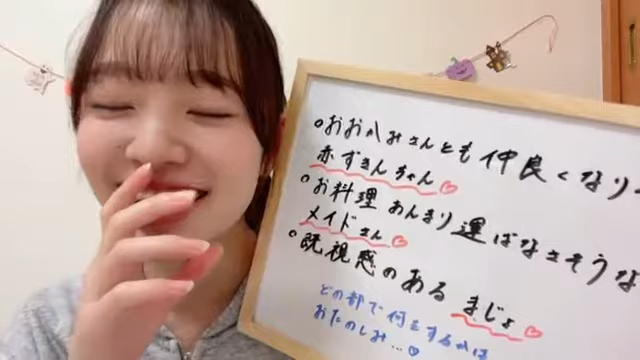 ●おおかみさんとも仲良くなりー
赤ずきんちゃん♡
●お料理あんまり運ばなさそうな
メイドさん♡
●既視感のある まじょ♡
どの部で何をするかは
おたのしみ…♡